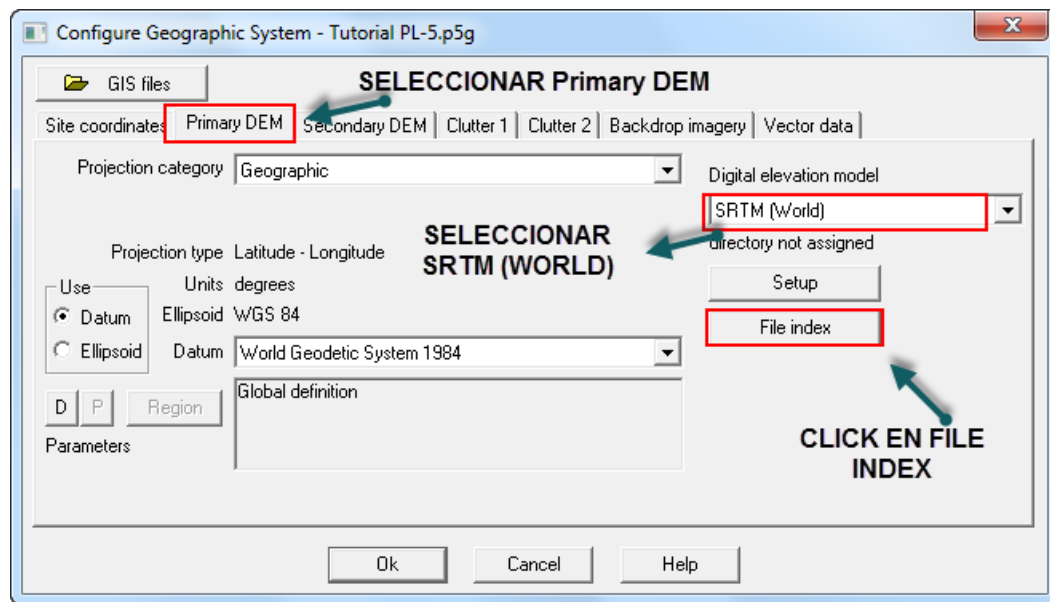 Configure Geographic System - Tutorial PL-5.p5g
GIS files
SELECCIONAR Primary DEM
Site coordinates
Primary DEM
Secondary DEM
Clutter 1
Clutter 2
Backdrop imagery
Vector data
Projection category
Geographic
Digital elevation model
SRTM (World)
directory not assigned
SELECCIONAR
SRTM (WORLD)
Projection type
Latitude - Longitude
Setup
Use
Units
degrees
Datum
Ellipsoid
WGS 84
File index
Ellipsoid
Datum
World Geodetic System 1984
Global definition
D
P
Region
Parameters
CLICK EN FILE
INDEX
Ok
Cancel
Help